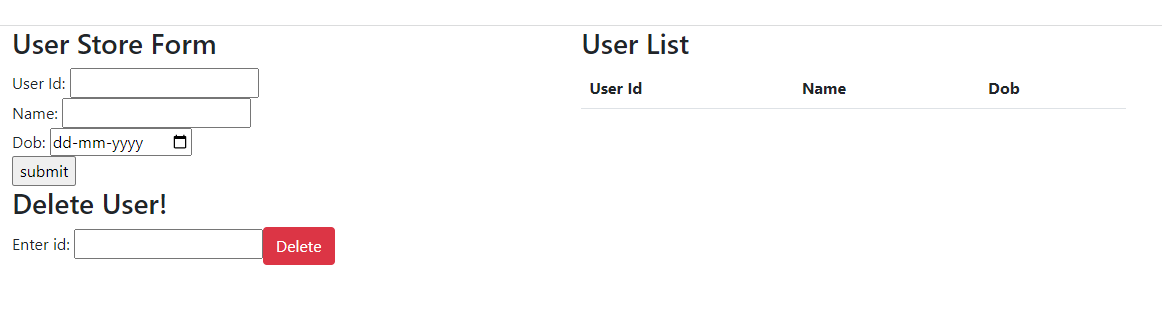 User Store Form
User Id:
Name:
Dob: dd-mm-yyyy
submit
Delete User!
Enter id: Delete
User List
User Id Name Dob